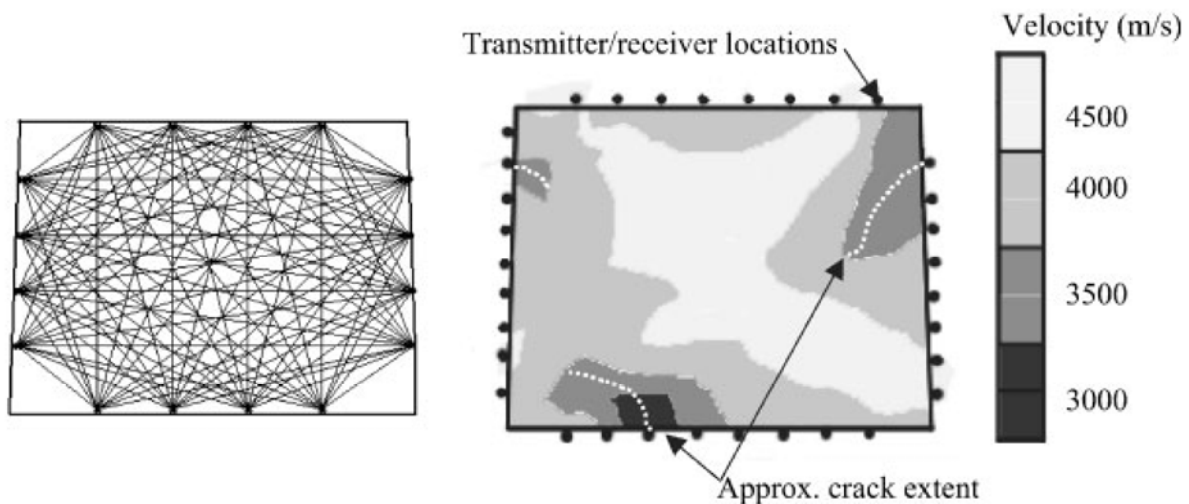 Velocity (m/s)
Transmitter/receiver locations
4500
4000
3500
3000
Approx. crack extent